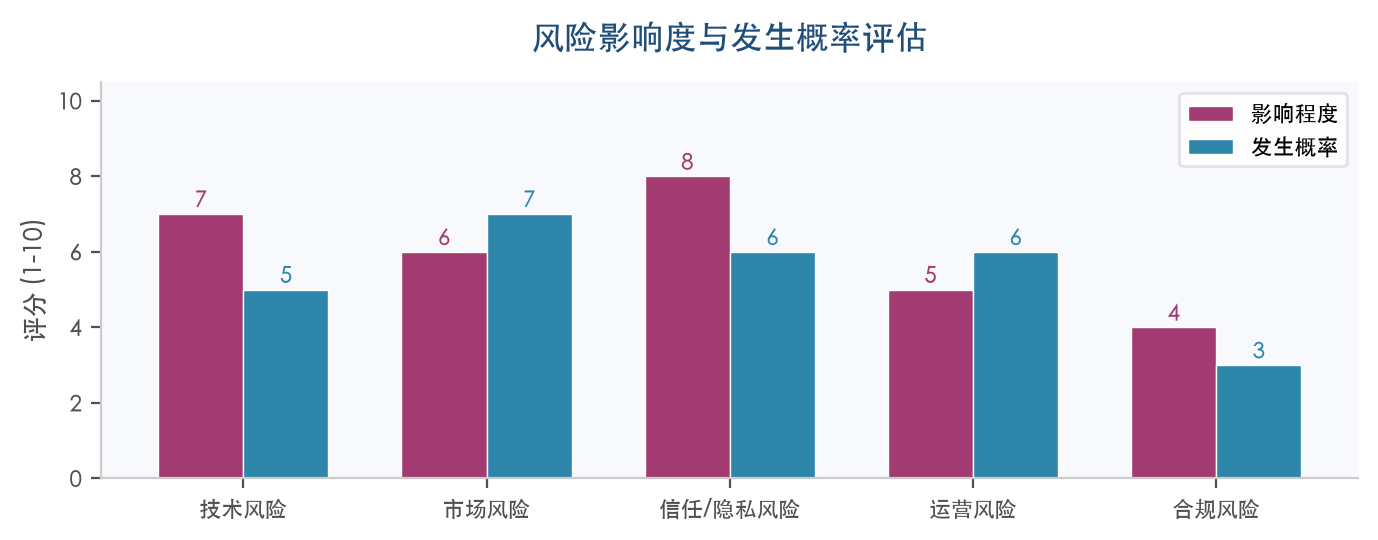 风险影响度与发生概率评估
影响程度
发生概率
评分 (1-10)
10
8
6
4
2
0
7
5
6
7
8
6
5
6
4
3
技术风险
市场风险
信任/隐私风险
运营风险
合规风险